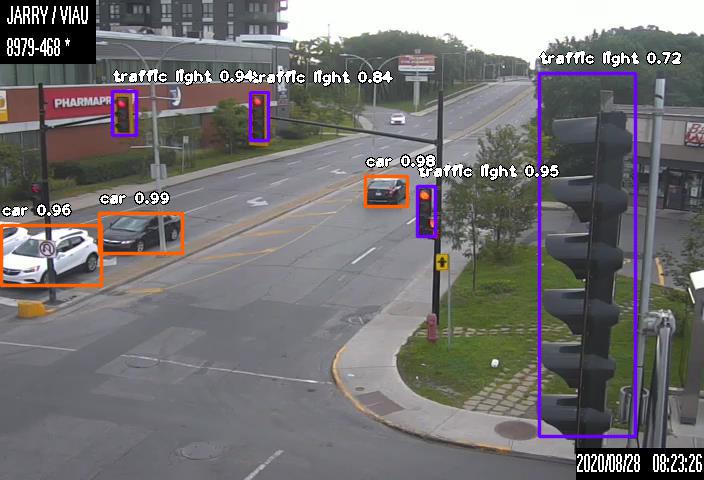 JARRY / VIAU
8979-468 *
traffic light 0.72
traffic light 0.94
traffic light 0.84
PHARMAPR
car 0.98
traffic light 0.95
car 0.99
car 0.96
2020/08/28 08:23:26